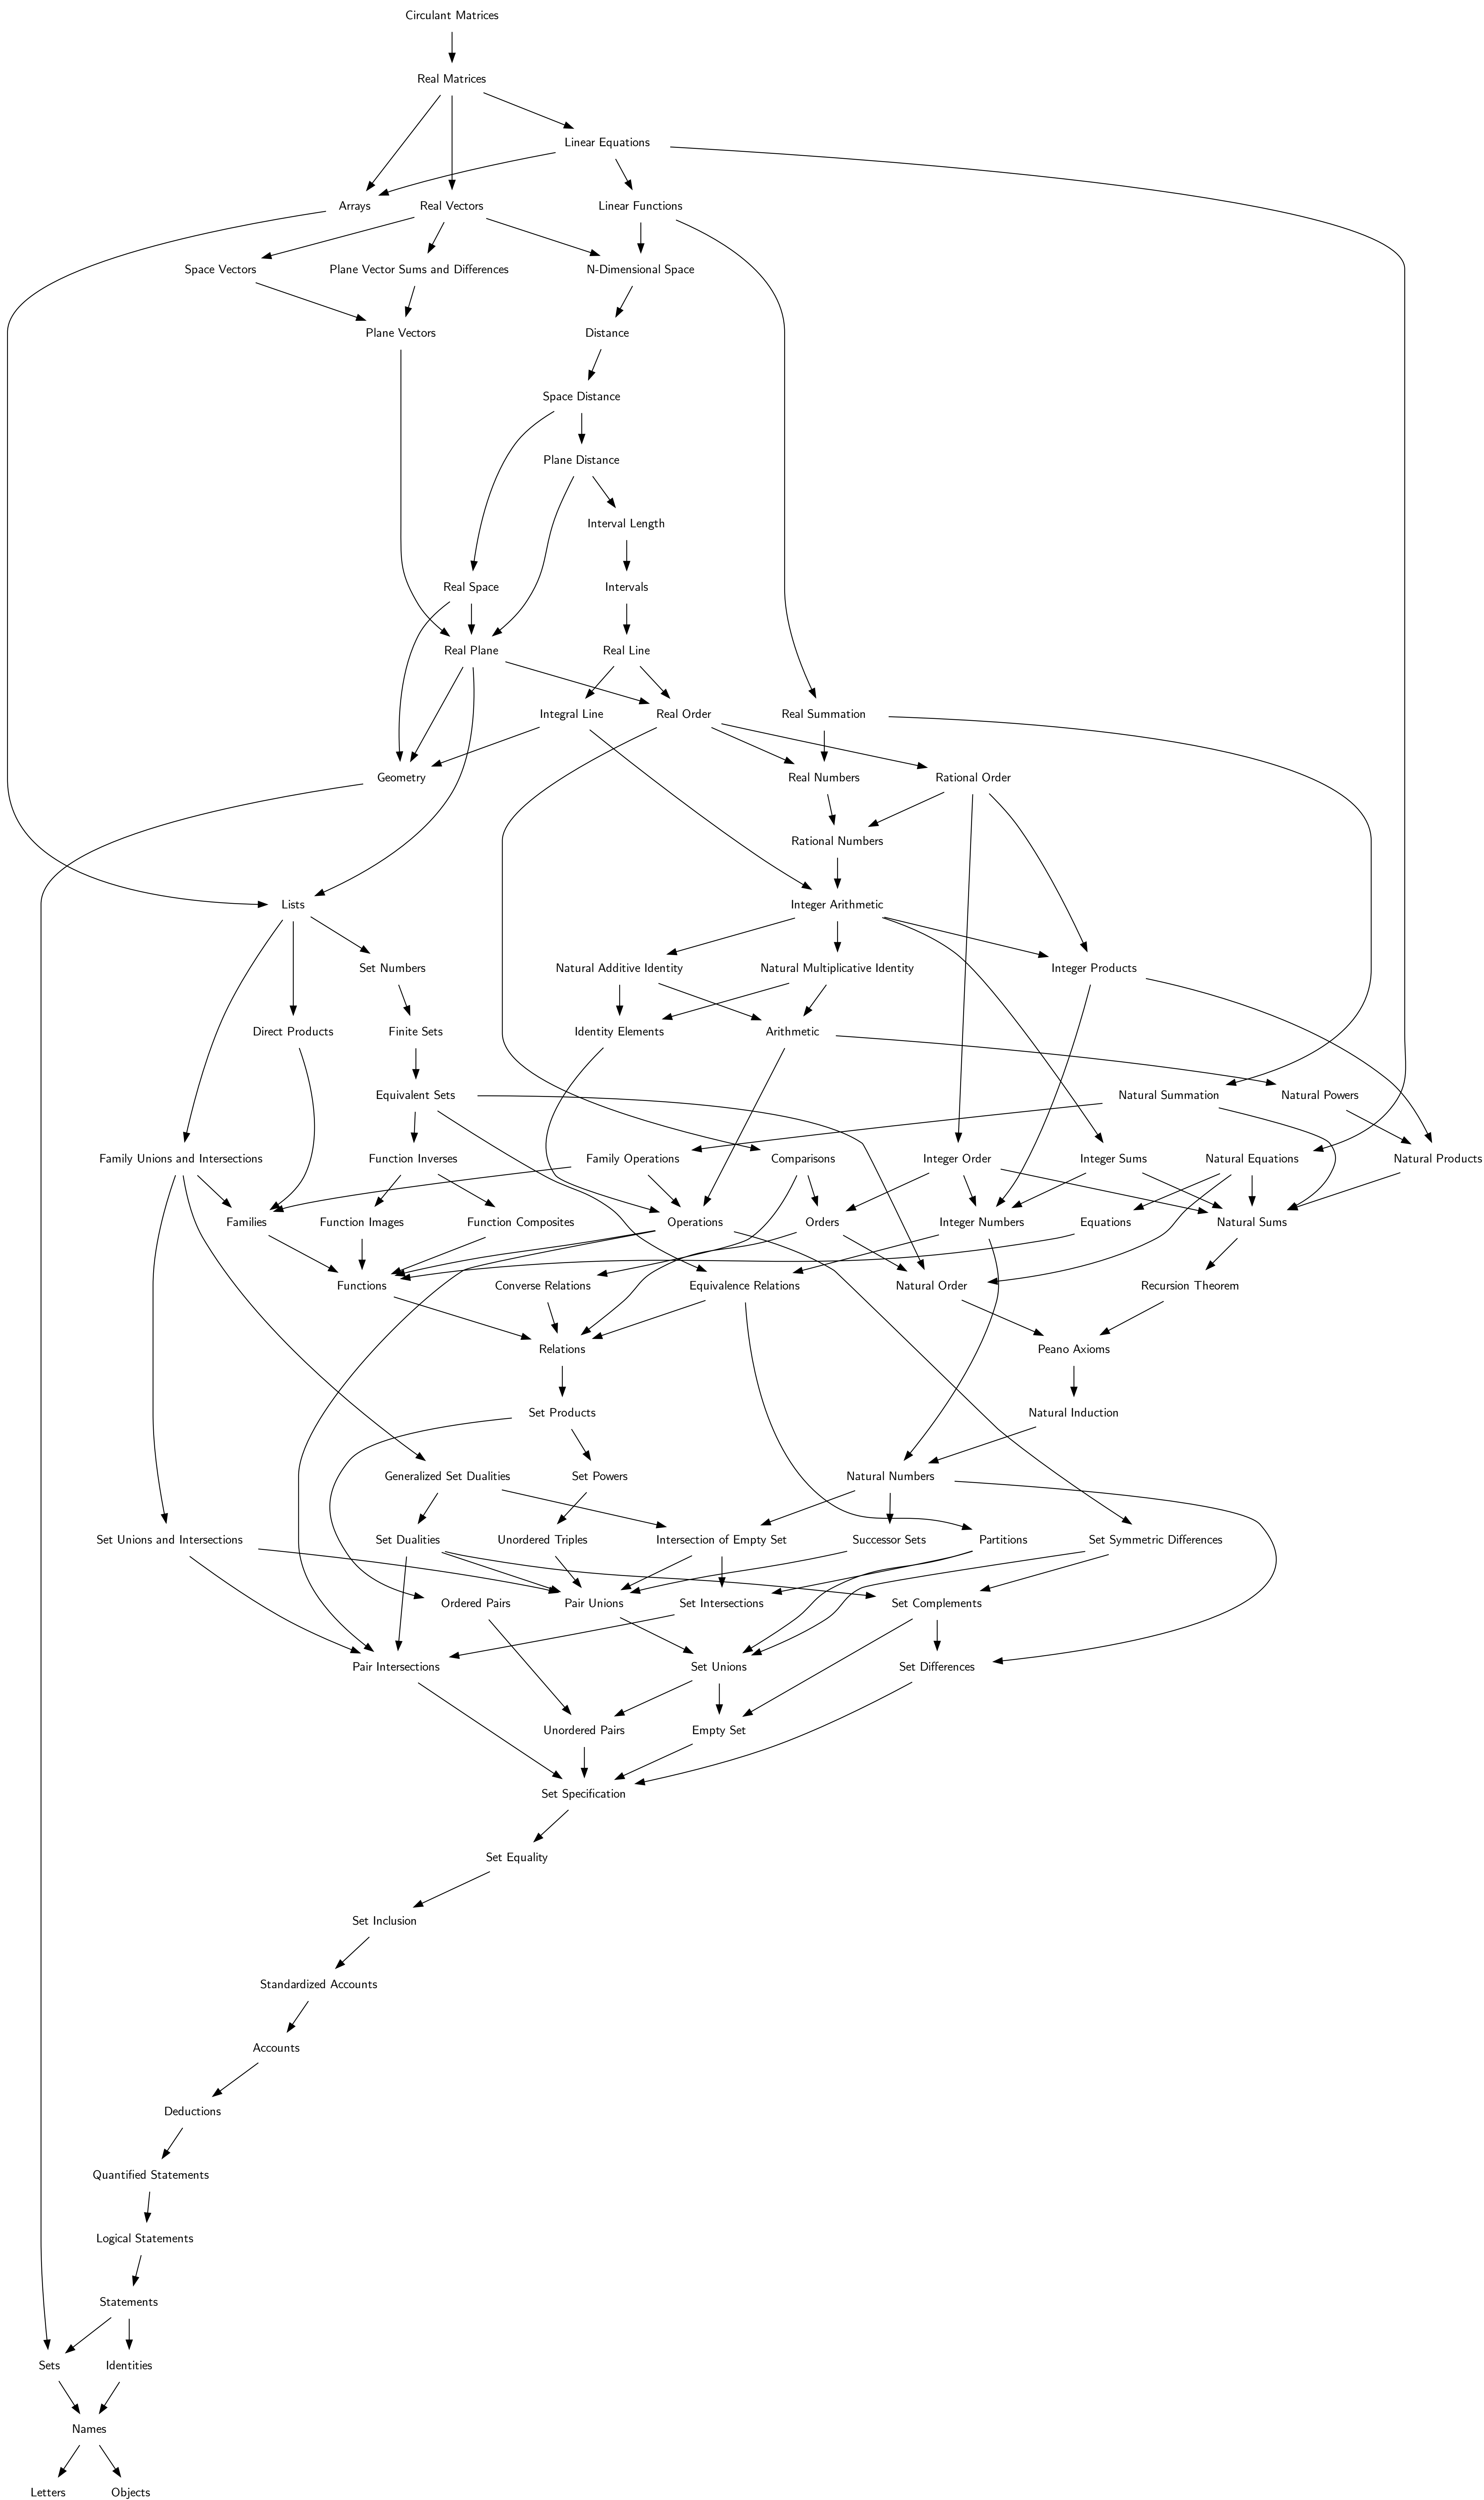 Circulant Matrices
Real Matrices
Linear Equations
Arrays
Real Vectors
Linear Functions
Space Vectors
Plane Vector Sums and Differences
N-Dimensional Space
Plane Vectors
Distance
Space Distance
Plane Distance
Interval Length
Real Space
Intervals
Real Plane
Real Line
Integral Line
Real Order
Real Summation
Geometry
Real Numbers
Rational Order
Rational Numbers
Lists
Integer Arithmetic
Set Numbers
Natural Additive Identity
Natural Multiplicative Identity
Integer Products
Direct Products
Finite Sets
Identity Elements
Arithmetic
Equivalent Sets
Natural Summation
Natural Powers
Family Unions and Intersections
Function Inverses
Family Operations
Comparisons
Integer Order
Integer Sums
Natural Equations
Natural Products
Families
Function Images
Function Composites
Operations
Orders
Integer Numbers
Equations
Natural Sums
Functions
Converse Relations
Equivalence Relations
Natural Order
Recursion Theorem
Relations
Peano Axioms
Set Products
Natural Induction
Generalized Set Dualities
Set Powers
Natural Numbers
Set Unions and Intersections
Set Dualities
Unordered Triples
Intersection of Empty Set
Successor Sets
Partitions
Set Symmetric Differences
Ordered Pairs
Pair Unions
Set Intersections
Set Complements
Pair Intersections
Set Unions
Set Differences
Unordered Pairs
Empty Set
Set Specification
Set Equality
Set Inclusion
Standardized Accounts
Accounts
Deductions
Quantified Statements
Logical Statements
Statements
Sets
Identities
Names
Letters
Objects